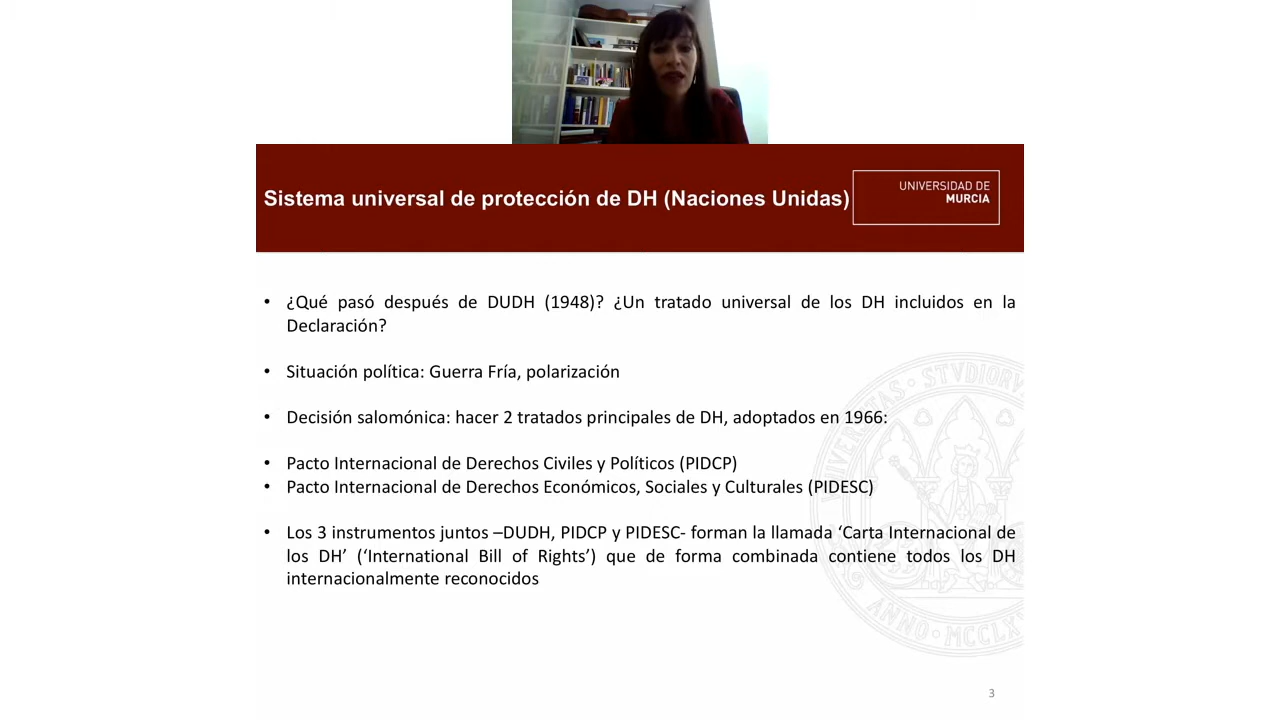 Sistema universal de protección de DH (Naciones Unidas)
UNIVERSIDAD DE
MURCIA
• ¿Qué pasó después de DUDH (1948)? ¿Un tratado universal de los DH incluidos en la
Declaración?
• Situación política: Guerra Fría, polarización
• Decisión salomónica: hacer 2 tratados principales de DH, adoptados en 1966:
• Pacto Internacional de Derechos Civiles y Políticos (PIDCP)
• Pacto Internacional de Derechos Económicos, Sociales y Culturales (PIDESC)
• Los 3 instrumentos juntos –DUDH, PIDCP y PIDESC- forman la llamada ‘Carta Internacional de
los DH’ (‘International Bill of Rights’) que de forma combinada contiene todos los DH
internacionalmente reconocidos
ANNO • MCCLX
3